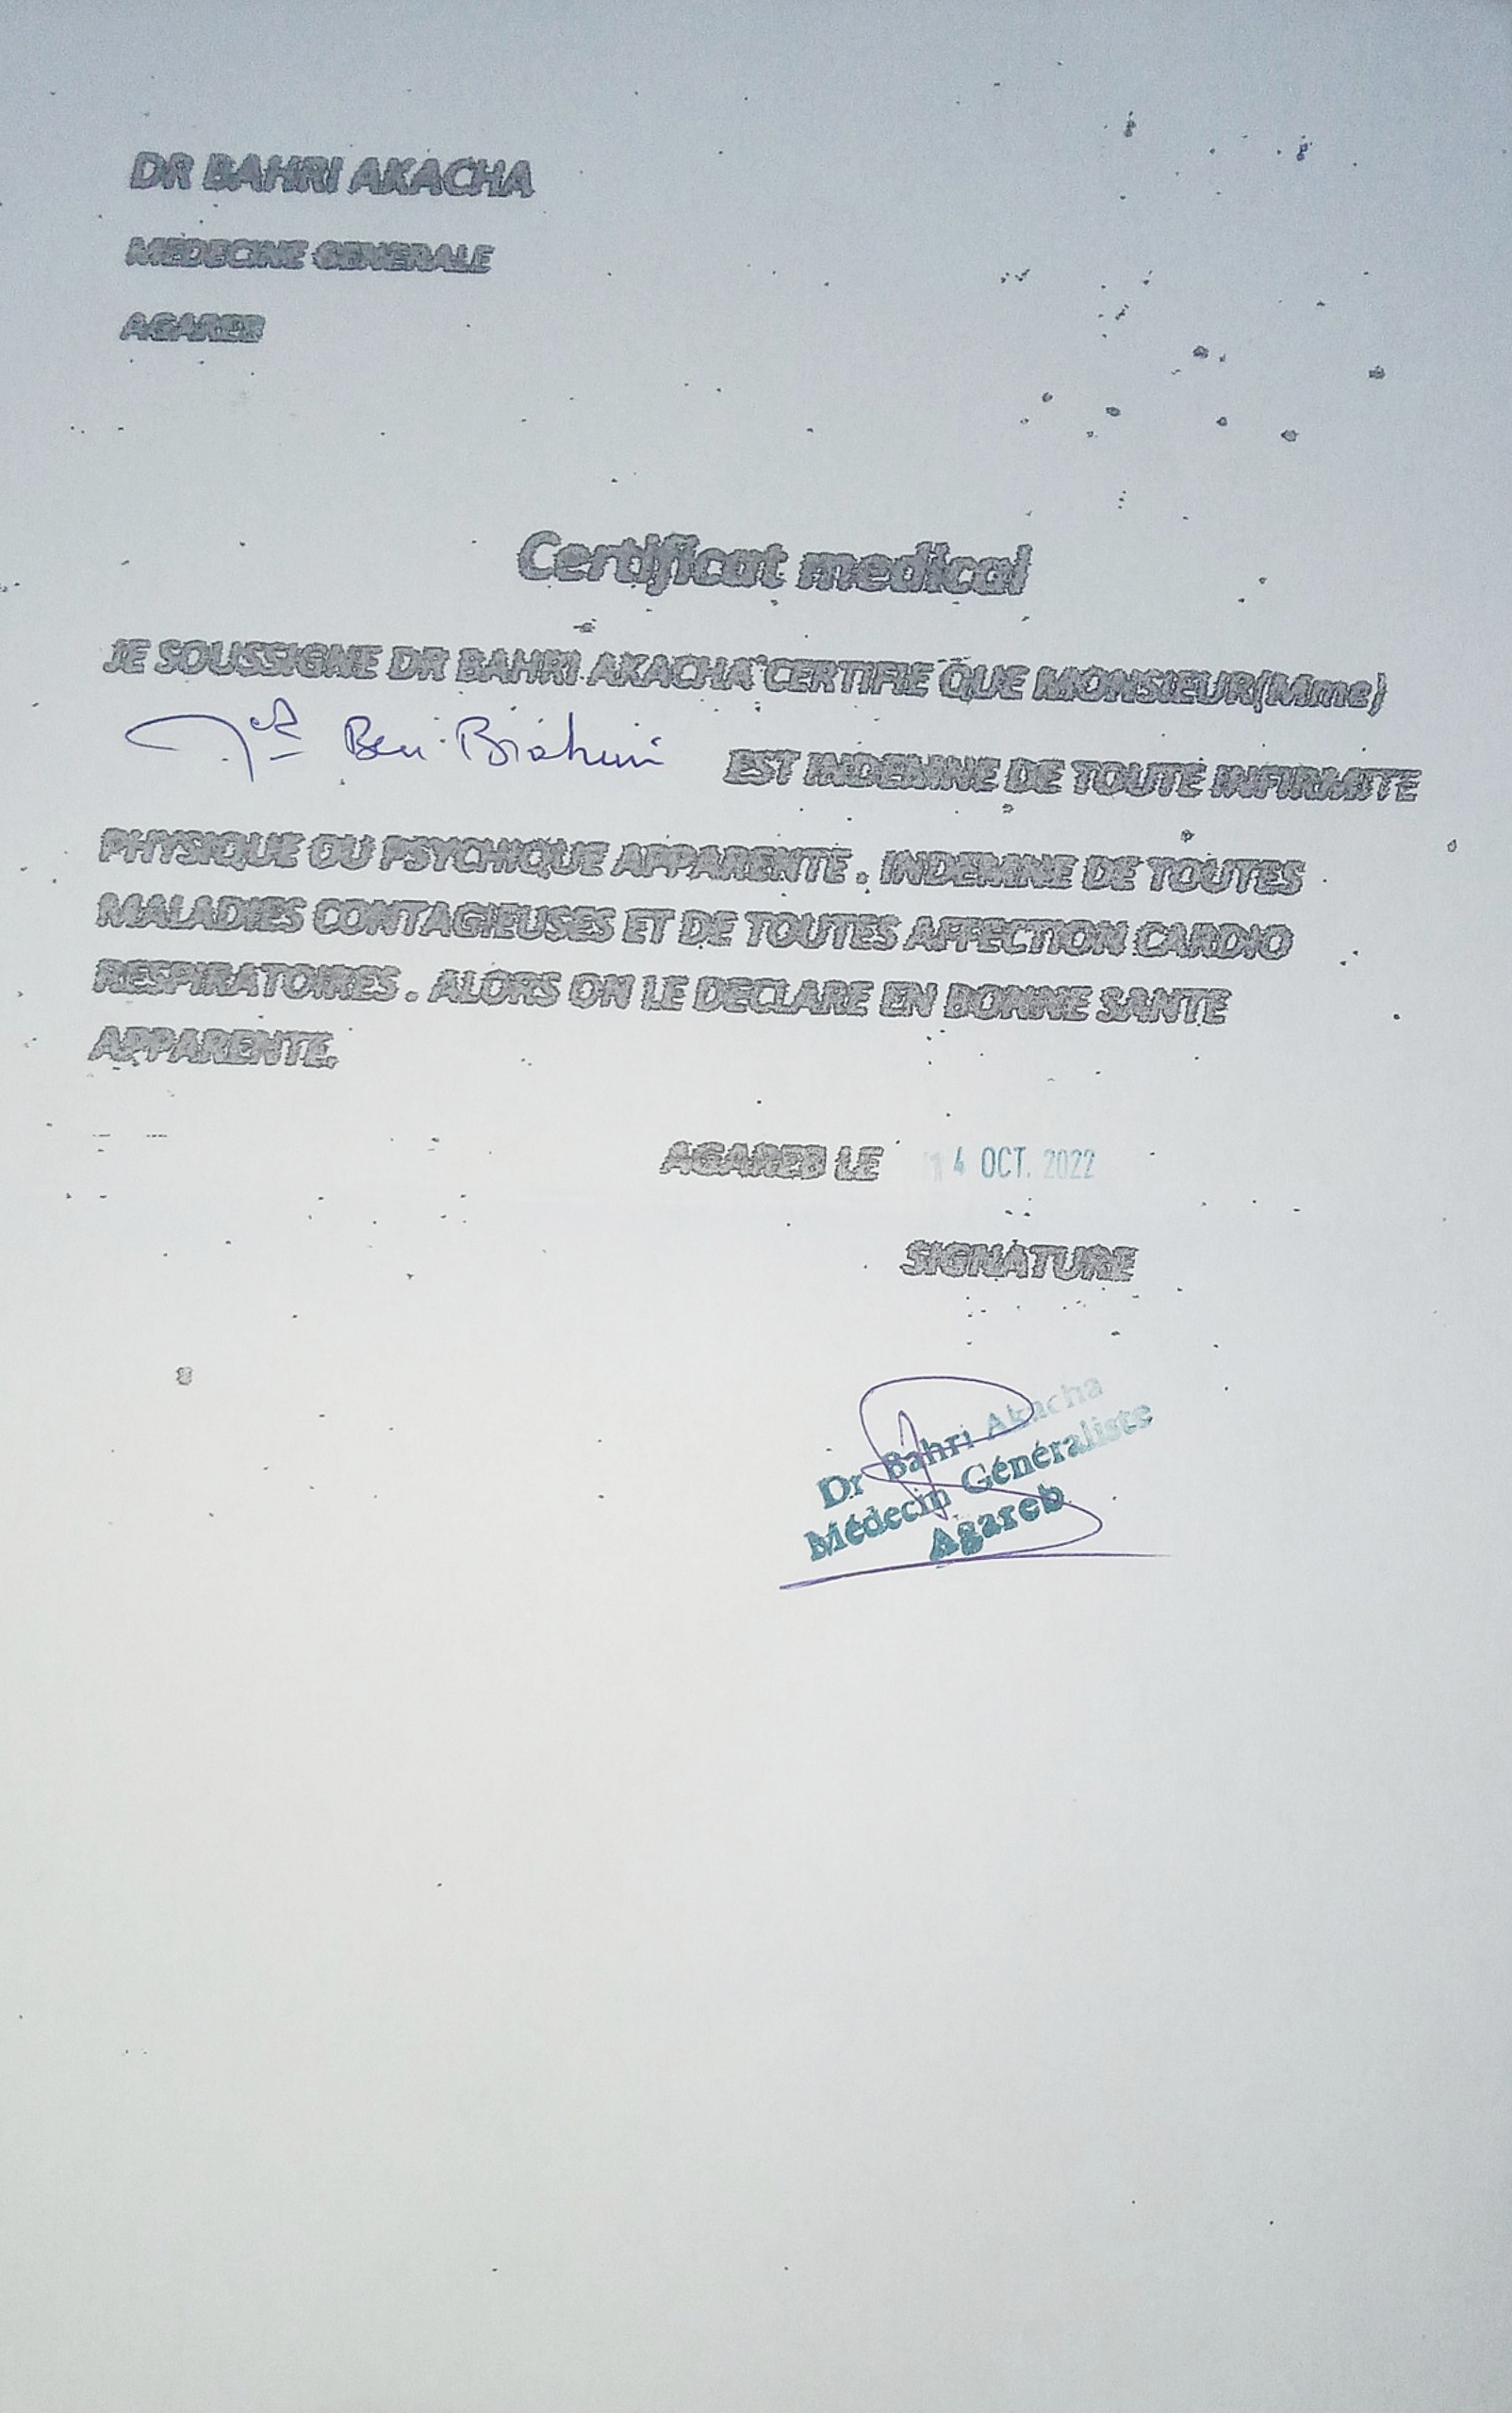 DR BAHRI AKACHA
MEDECINE GENERALE
AGAREB
Certificat medical
JE SOUSSIGNE DR BAHRI AKACHA CERTIFIE QUE MONSIEUR(Mme)
Ben Brahim EST INDEMNE DE TOUTE INFIRMITE
PHYSIQUE OU PSYCHIQUE APPARENTE . INDEMNE DE TOUTES
MALADIES CONTAGIEUSES ET DE TOUTES AFFECTION CARDIO
RESPIRATOIRES . ALORS ON LE DECLARE EN BONNE SANTE
APPARENTE.
AGAREB LE 14 OCT. 2022
SIGNATURE
Dr Bahri Akacha
Médecin Généraliste
Agareb